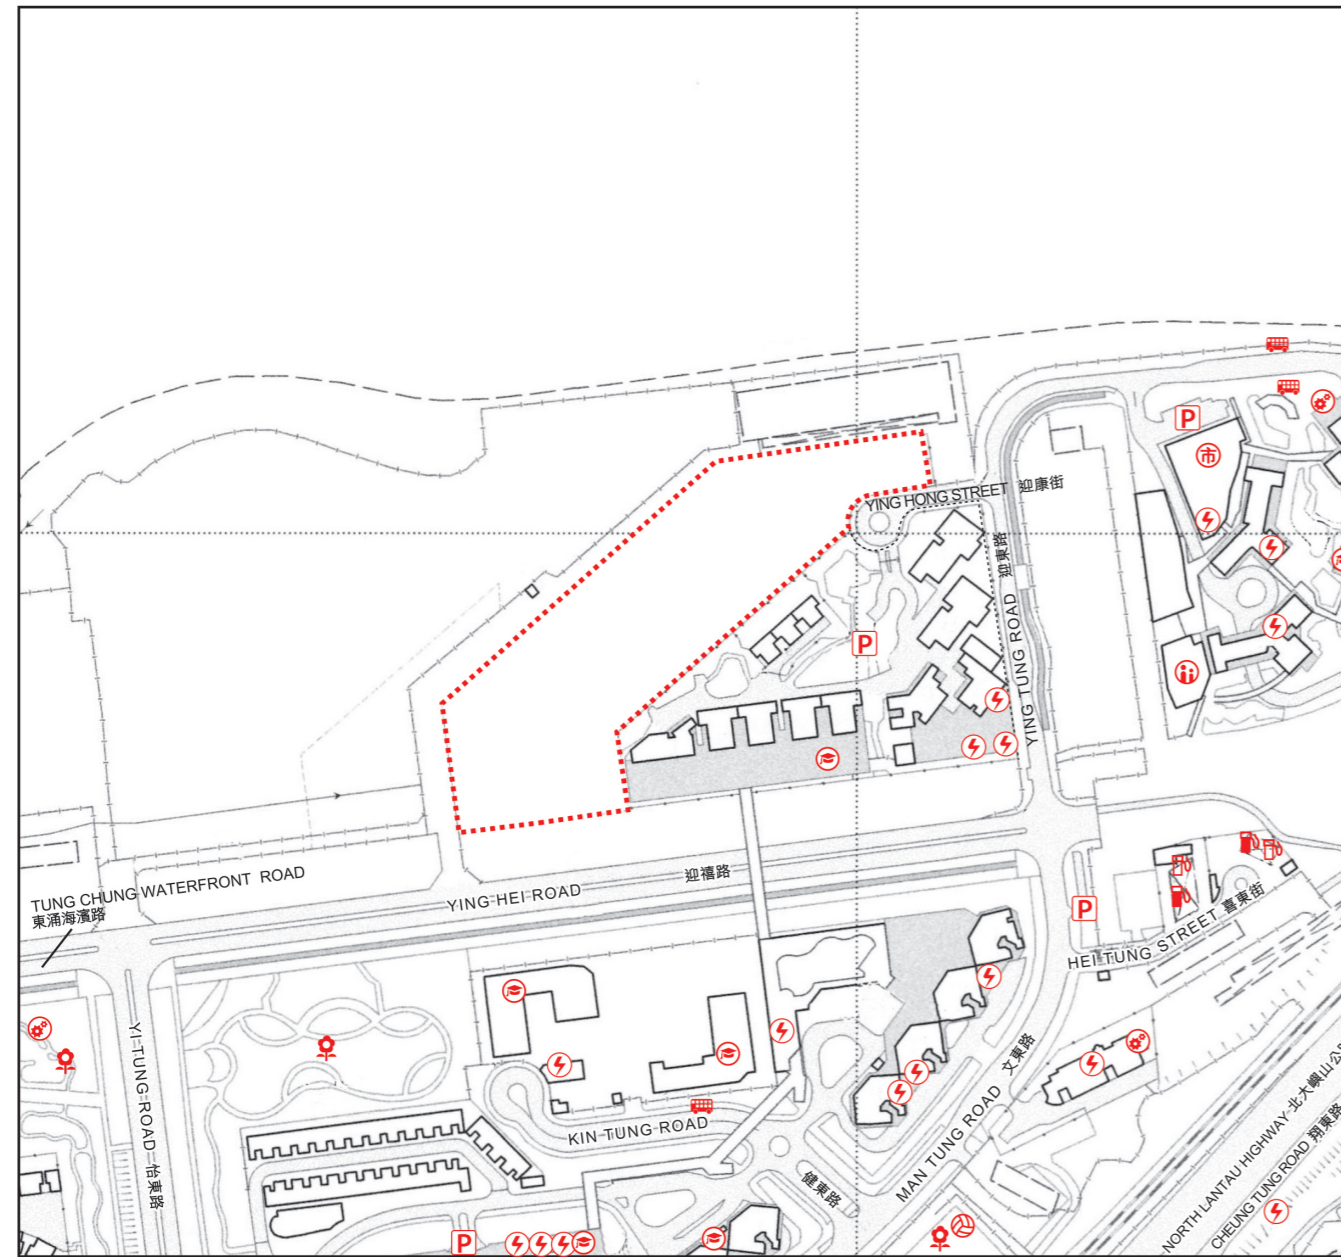 P
市
YING HONG STREET 迎康街
YING TUNG ROAD 迎東路
P
TUNG CHUNG WATERFRONT ROAD
東涌海濱路
YING HEI ROAD
迎禧路
P
HEI TUNG STREET 喜東街
YI TUNG ROAD 怡東路
KIN TUNG ROAD
健東路
MAN TUNG ROAD 文東路
NORTH LANTAU HIGHWAY 北大嶼山公
CHEUNG TUNG ROAD 翔東路
P